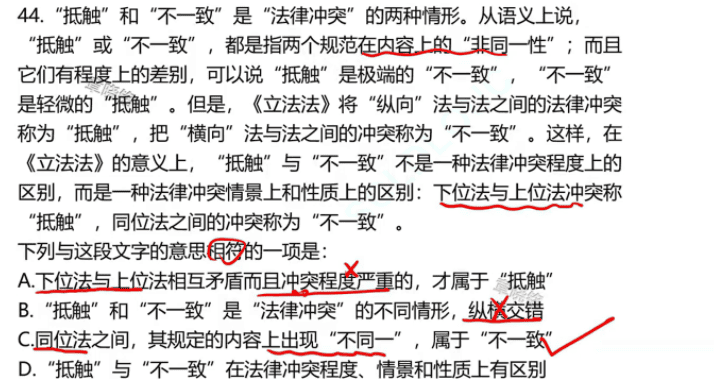 44.“抵触”和“不一致”是“法律冲突”的两种情形。从语义上说，
“抵触”或“不一致”，都是指两个规范在内容上的“非同一性”；而且
它们有程度上的差别，可以说“抵触”是极端的“不一致”，“不一致”
是轻微的“抵触”。但是，《立法法》将“纵向”法与法之间的法律冲突
称为“抵触”，把“横向”法与法之间的冲突称为“不一致”。这样，在
《立法法》的意义上，“抵触”与“不一致”不是一种法律冲突程度上的
区别，而是一种法律冲突情景上和性质上的区别：下位法与上位法冲突称
“抵触”，同位法之间的冲突称为“不一致”。
下列与这段文字的意思相符的一项是：
A.下位法与上位法相互矛盾而且冲突程度严重的，才属于“抵触”
B.“抵触”和“不一致”是“法律冲突”的不同情形，纵横交错
C.同位法之间，其规定的内容上出现“不同一”，属于“不一致”
D.“抵触”与“不一致”在法律冲突程度、情景和性质上有区别